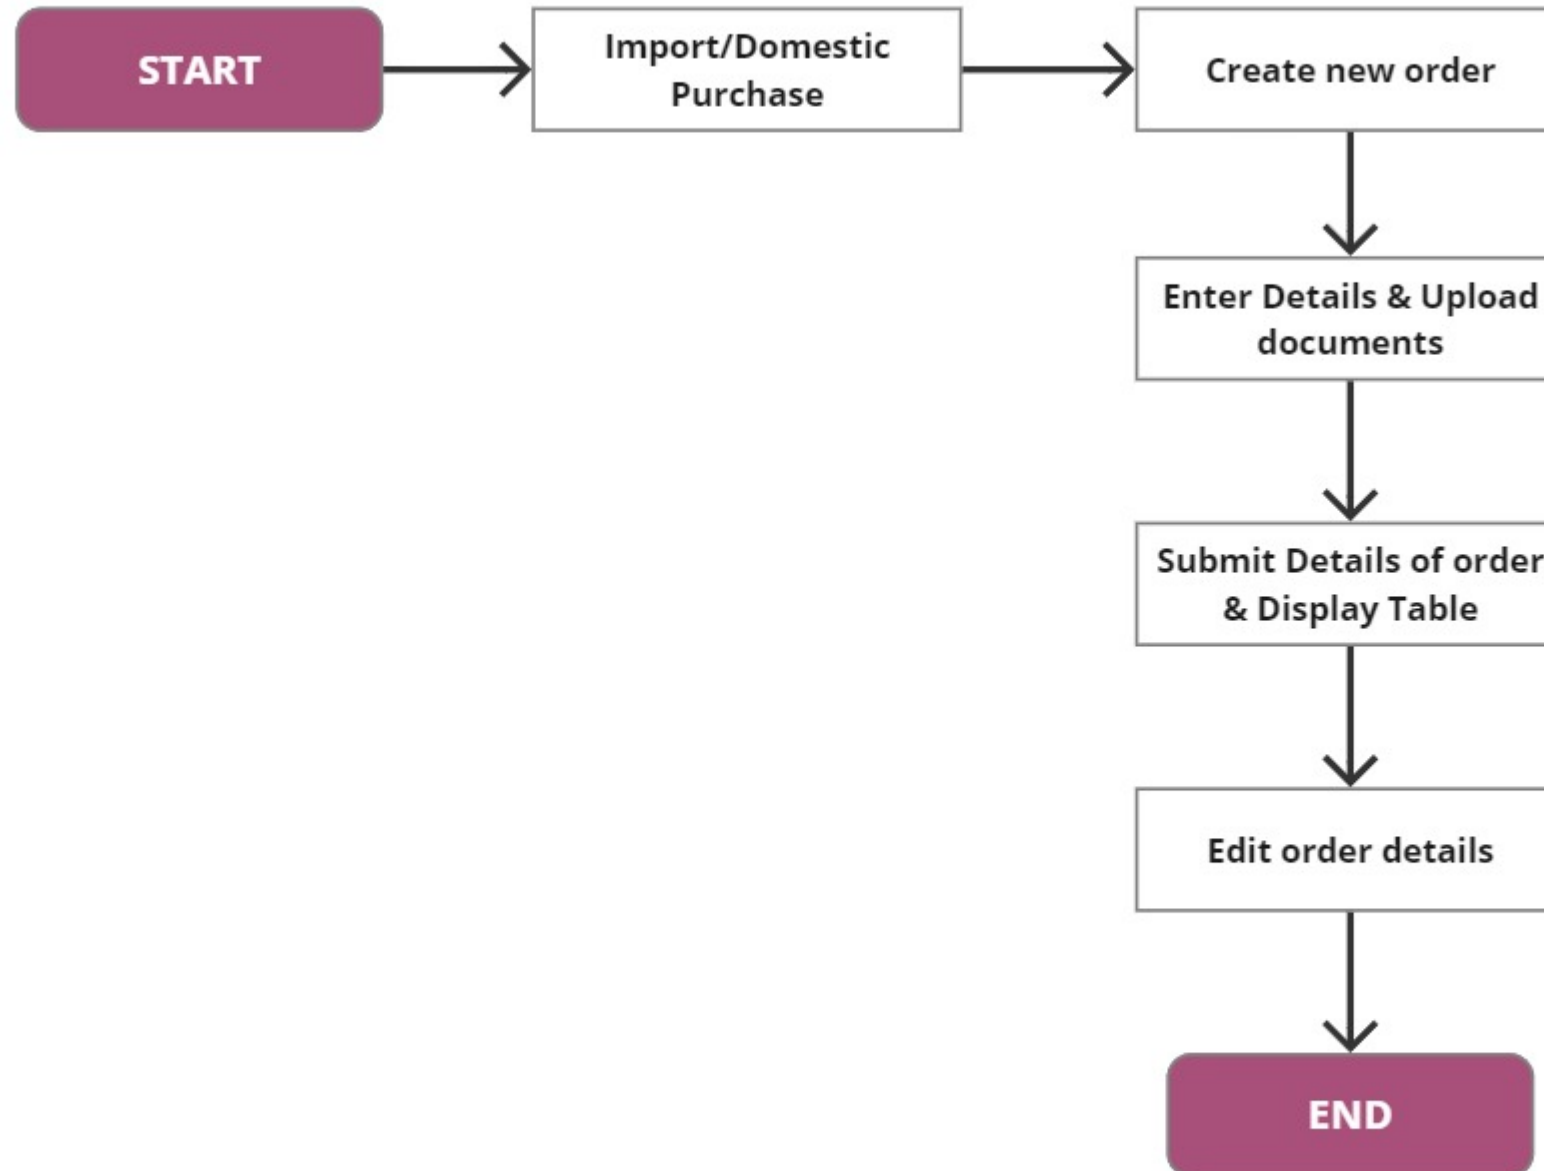 START
Import/Domestic
Purchase
Create new order
Enter Details & Upload
documents
Submit Details of order
& Display Table
Edit order details
END